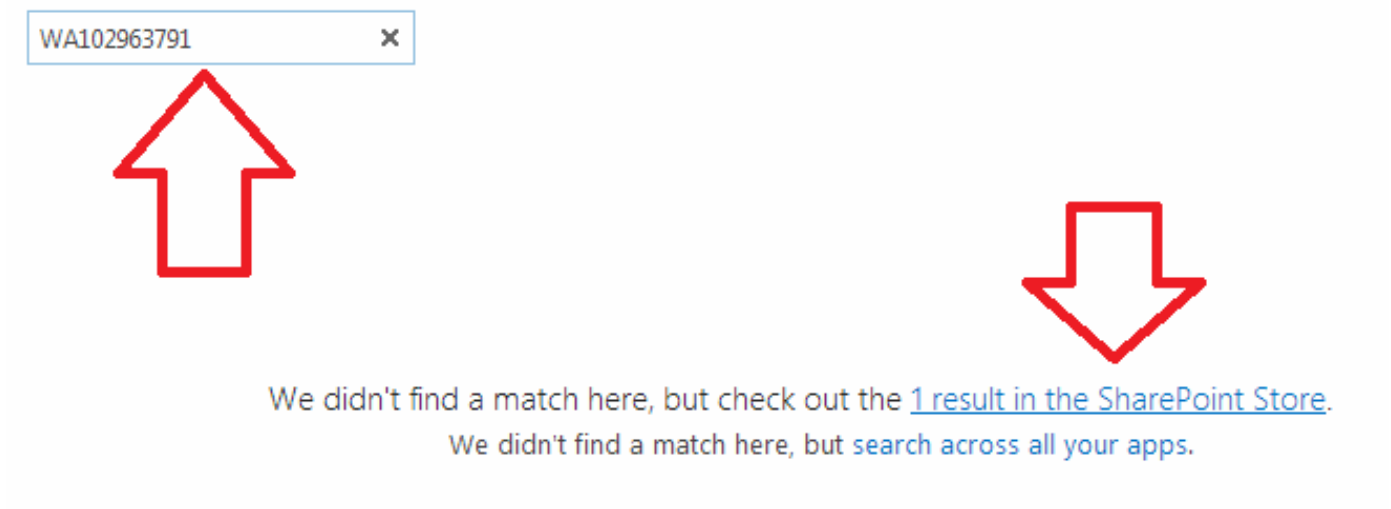 WA102963791
We didn't find a match here, but check out the 1 result in the SharePoint Store.
We didn't find a match here, but search across all your apps.